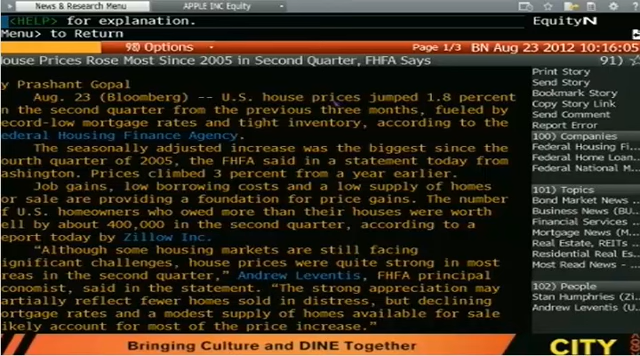 News & Research Menu
APPLE INC Equity
<HELP> for explanation.
EquityN
Menu> to Return
98) Options
Page 1/3
BN Aug 23 2012 10:16:05
ouse Prices Rose Most Since 2005 in Second Quarter, FHFA Says
91)
y Prashant Gopal
Aug. 23 (Bloomberg) -- U.S. house prices jumped 1.8 percent
n the second quarter from the previous three months, fueled by
ecord-low mortgage rates and tight inventory, according to the
ederal Housing Finance Agency.
The seasonally adjusted increase was the biggest since the
ourth quarter of 2005, the FHFA said in a statement today from
ashington. Prices climbed 3 percent from a year earlier.
Job gains, low borrowing costs and a low supply of homes
or sale are providing a foundation for price gains. The number
f U.S. homeowners who owed more than their houses were worth
ell by about 400,000 in the second quarter, according to a
eport today by Zillow Inc.
“Although some housing markets are still facing
ignificant challenges, house prices were quite strong in most
reas in the second quarter,” Andrew Leventis, FHFA principal
conomist, said in the statement. “The strong appreciation may
artially reflect fewer homes sold in distress, but declining
ortgage rates and a modest supply of homes available for sale
ikely account for most of the price increase.”
Print Story
Send Story
Bookmark Story
Copy Story Link
Send Comment
Report Error
100) Companies
Federal Housing Fi...
Federal Home Loan...
Federal National M...
101) Topics
Bond Market News ...
Business News (BU...
Financial Services ...
Mortgage News (M...
Real Estate, REITs ...
Residential Real Es...
Most Read News - ...
102) People
Stan Humphries (Zi...
Andrew Leventis (U...
Bringing Culture and DINE Together
CITY